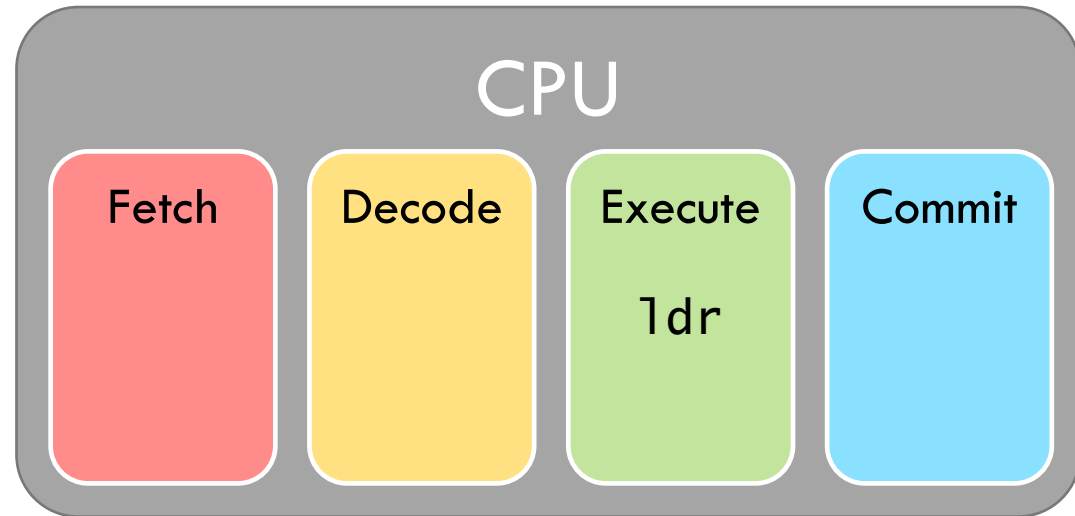 CPU
Fetch
Decode
Execute
Commit
ldr